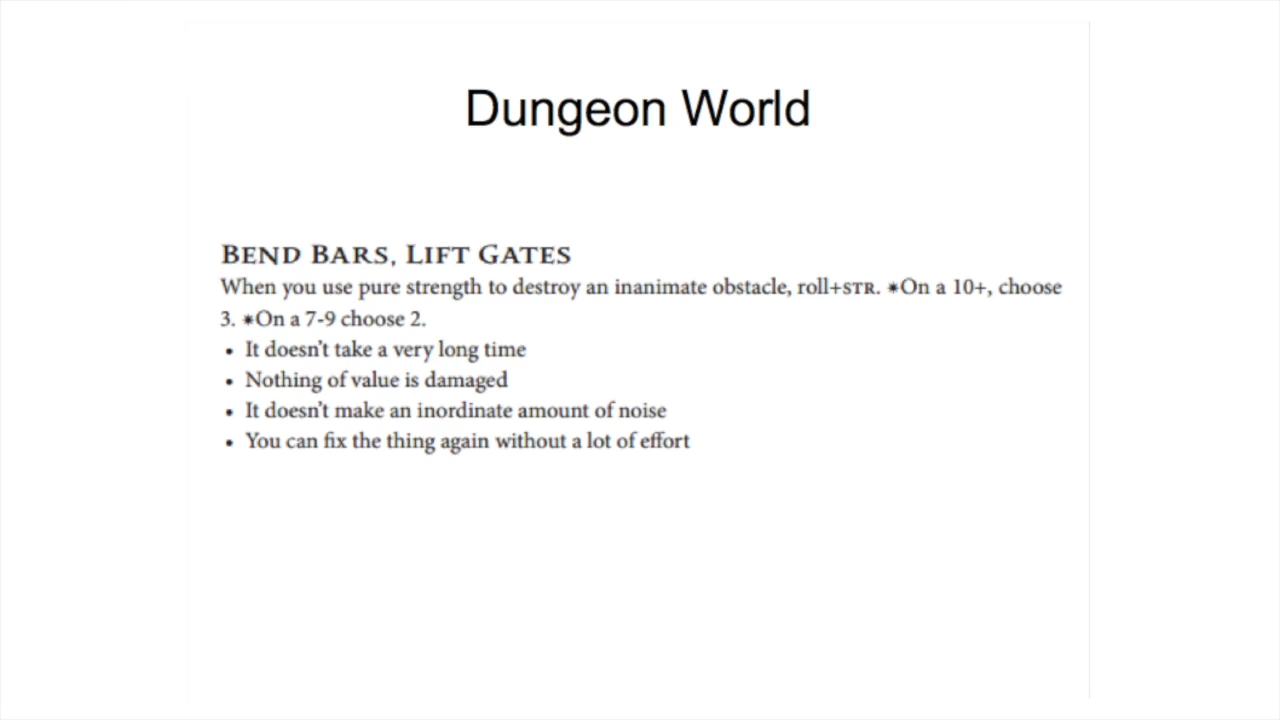 Dungeon World
BEND BARS, LIFT GATES
When you use pure strength to destroy an inanimate obstacle, roll+STR. ✴On a 10+, choose
3. ✴On a 7-9 choose 2.
• It doesn't take a very long time
• Nothing of value is damaged
• It doesn't make an inordinate amount of noise
• You can fix the thing again without a lot of effort